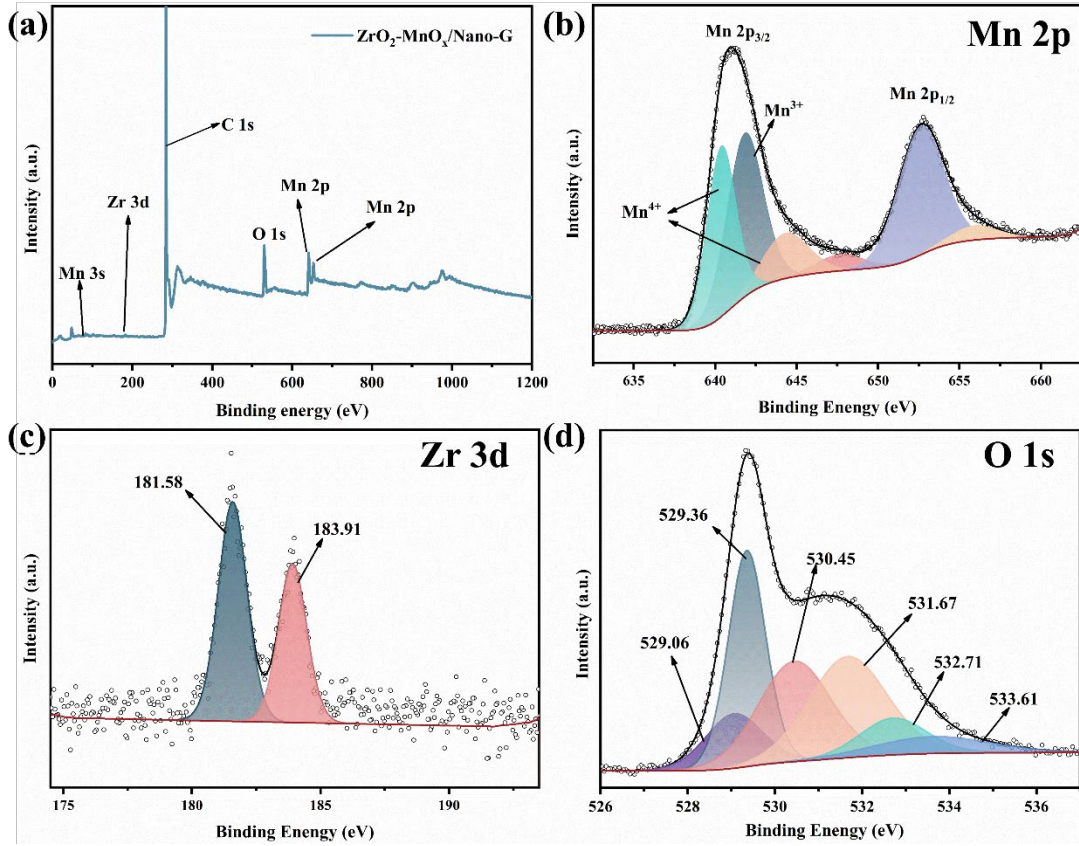 (a)
ZrO₂-MnOₓ/Nano-G
C 1s
Zr 3d
Mn 3s
O 1s
Mn 2p
Mn 2p
Intensity (a.u.)
0 200 400 600 800 1000 1200
Binding energy (eV)
(b)
Mn 2p
Mn 2p₃/₂
Mn³⁺
Mn 2p₁/₂
Mn⁴⁺
Intensity (a.u.)
635 640 645 650 655 660
Binding Enengy (eV)
(c)
Zr 3d
181.58
183.91
Intensity (a.u.)
175 180 185 190
Binding Energy (eV)
(d)
O 1s
529.36
530.45
531.67
529.06
532.71
533.61
Intensity (a.u.)
526 528 530 532 534 536
Binding Enengy (eV)